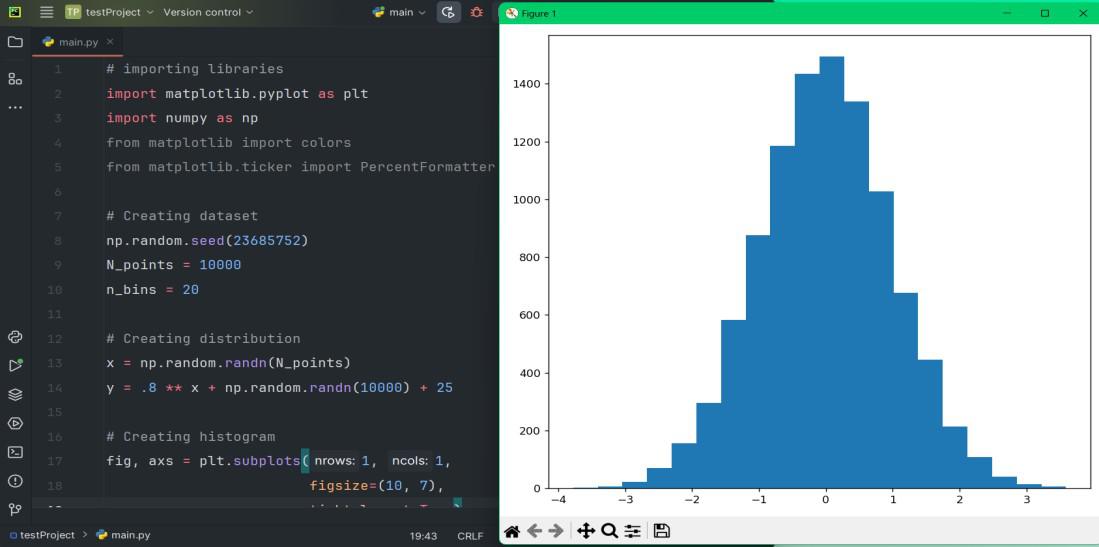 TP testProject Version control main
main.py
1 # importing libraries
2 import matplotlib.pyplot as plt
3 import numpy as np
4 from matplotlib import colors
5 from matplotlib.ticker import PercentFormatter
6
7 # Creating dataset
8 np.random.seed(23685752)
9 N_points = 10000
10 n_bins = 20
11
12 # Creating distribution
13 x = np.random.randn(N_points)
14 y = .8 ** x + np.random.randn(10000) + 25
15
16 # Creating histogram
17 fig, axs = plt.subplots( nrows: 1, ncols: 1,
18 figsize=(10, 7),
testProject > main.py 19:43 CRLF
Figure 1
1400
1200
1000
800
600
400
200
0
−4 −3 −2 −1 0 1 2 3